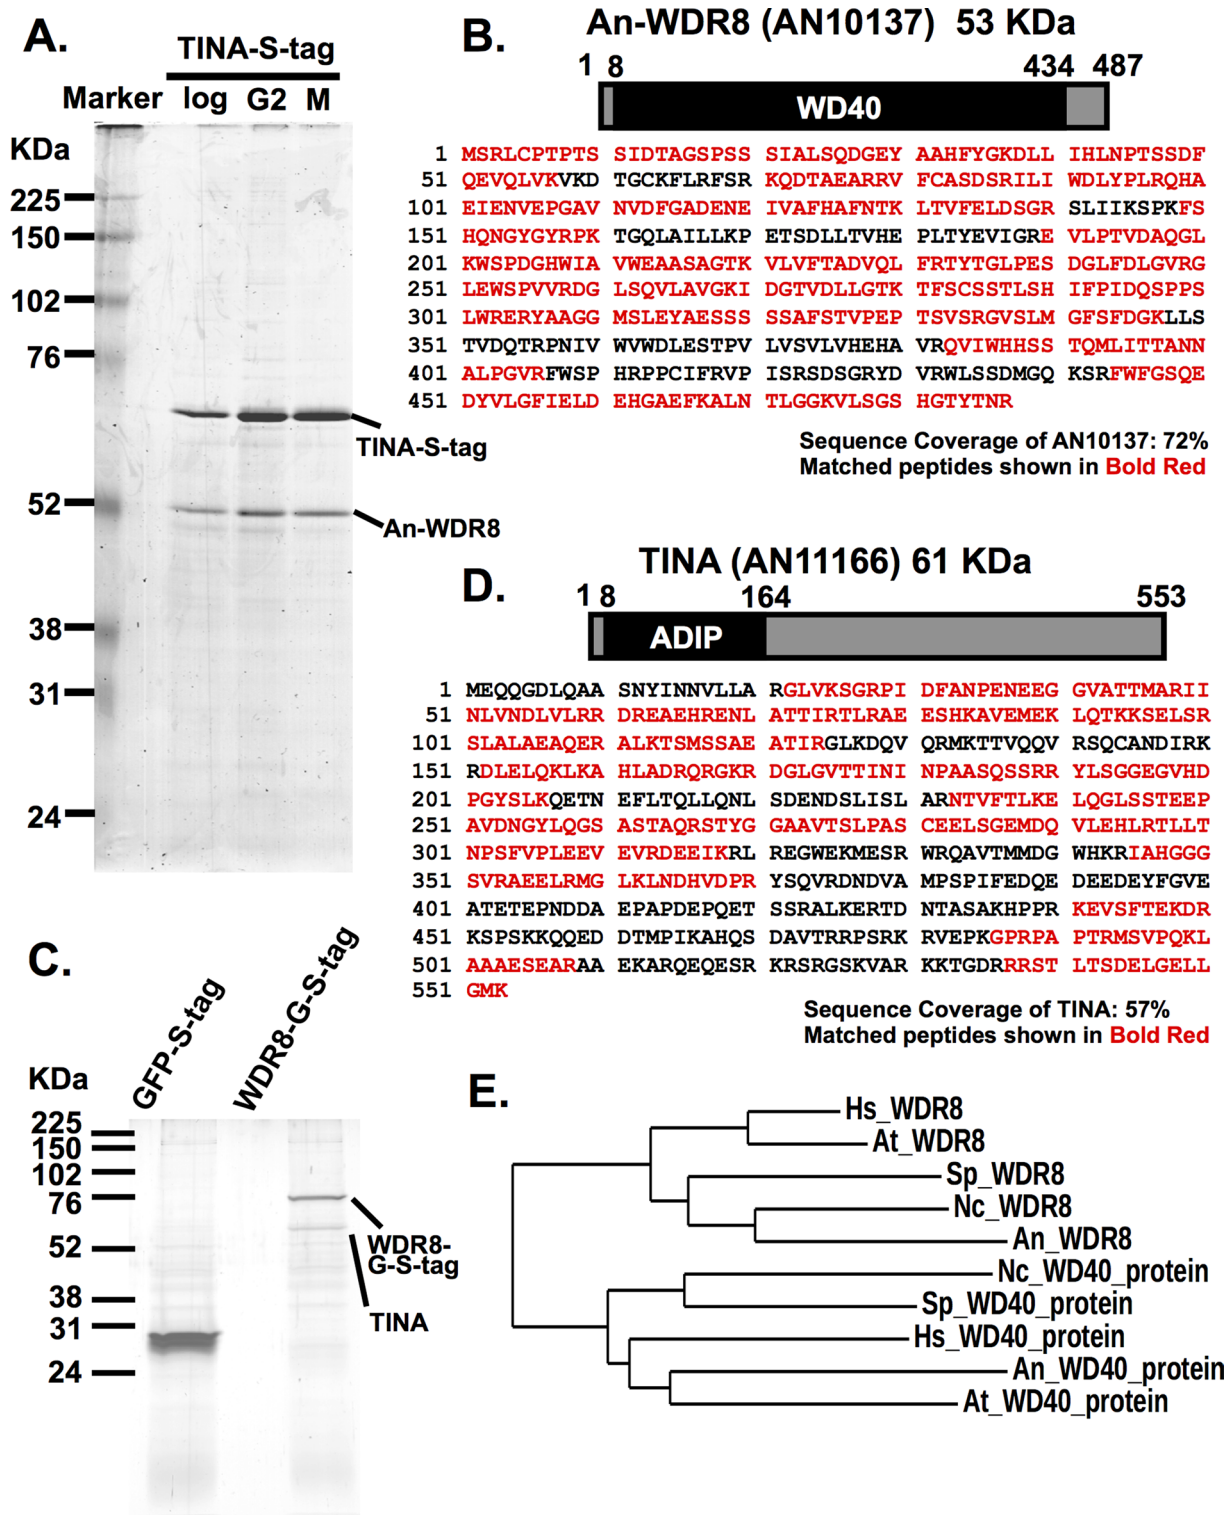 A.
TINA-S-tag
Marker log G2 M
KDa
225
150
102
76
TINA-S-tag
52
An-WDR8
38
31
24
B.
An-WDR8 (AN10137) 53 KDa
1 8 434 487
WD40
1 MSRLCPTPTS SIDTAGSPSS SIALSQDGEY AAHFYGKDLL IHLNPTSSDF
51 QEVQLVKVKD TGCKFLRFSR KQDTAEARRV FCASDSRILI WDLYPLRQHA
101 EIENVEPGAV NVDFGADENE IVAFHAFNTK LTVFELDSGR SLIIKSPKFS
151 HQNGYGYRPK TGQLAILLKP ETSDLLTVHE PLTYEVIGRE VLPTVDAQGL
201 KWSPDGHWIA VWEAASAGTK VLVFTADVQL FRTYTGLPES DGLFDLGVRG
251 LEWSPVVRDG LSQVLAVGKI DGTVDLLGTK TFSCSSTLSH IFPIDQSPPS
301 LWRERYAAGG MSLEYAESSS SSAFSTVPEP TSVSRGVSLM GFSFDGKLLS
351 TVDQTRPNIV WVWDLESTPV LVSVLVHEHA VRQVIWHHSS TQMLITTANN
401 ALPGVRFWSP HRPPCIFRVP ISRSDSGRYD VRWLSSDMGQ KSRFWFGSQE
451 DYVLGFIELD EHGAEFKALN TLGGKVLSGS HGTYTNR
Sequence Coverage of AN10137: 72%
Matched peptides shown in Bold Red
D.
TINA (AN11166) 61 KDa
1 8 164 553
ADIP
1 MEQQGDLQAA SNYINNVLLA RGLVKSGRPI DFANPENEEG GVATTMARII
51 NLVNDLVLRR DREAEHRENL ATTIRTLRAE ESHKAVEMEK LQTKKSELSR
101 SLALAEAQER ALKTSMSSAE ATIRGLKDQV QRMKTTVQQV RSQCANDIRK
151 RDLELQKLKA HLADRQRGKR DGLGVTTINI NPAASQSSRR YLSGGEGVHD
201 PGYSLKQETN EFLTQLLQNL SDENDSLISL ARNTVFTLKE LQGLSSTEEP
251 AVDNGYLQGS ASTAQRSTYG GAAVTSLPAS CEELSGEMDQ VLEHLRTLLT
301 NPSFVPLEEV EVRDEEIKRL REGWEKMESR WRQAVTMMDG WHKRIAHGGG
351 SVRAEELRMG LKLNDHVDPR YSQVRDNDVA MPSPIFEDQE DEEDEYFGVE
401 ATETEPNDDA EPAPDEPQET SSRALKERTD NTASAKHPPR KEVSFTEKDR
451 KSPSKKQQED DTMPIKAHQS DAVTRRPSRK RVEPKGPRPA PTRMSVPQKL
501 AAAESEARAA EKARQEQESR KRSRGSKVAR KKTGDRRRST LTSDELGELL
551 GMK
Sequence Coverage of TINA: 57%
Matched peptides shown in Bold Red
C.
GFP-S-tag
WDR8-G-S-tag
KDa
225
150
102
76
52
38
31
24
WDR8-
G-S-tag
TINA
E.
Hs_WDR8
At_WDR8
Sp_WDR8
Nc_WDR8
An_WDR8
Nc_WD40_protein
Sp_WD40_protein
Hs_WD40_protein
An_WD40_protein
At_WD40_protein